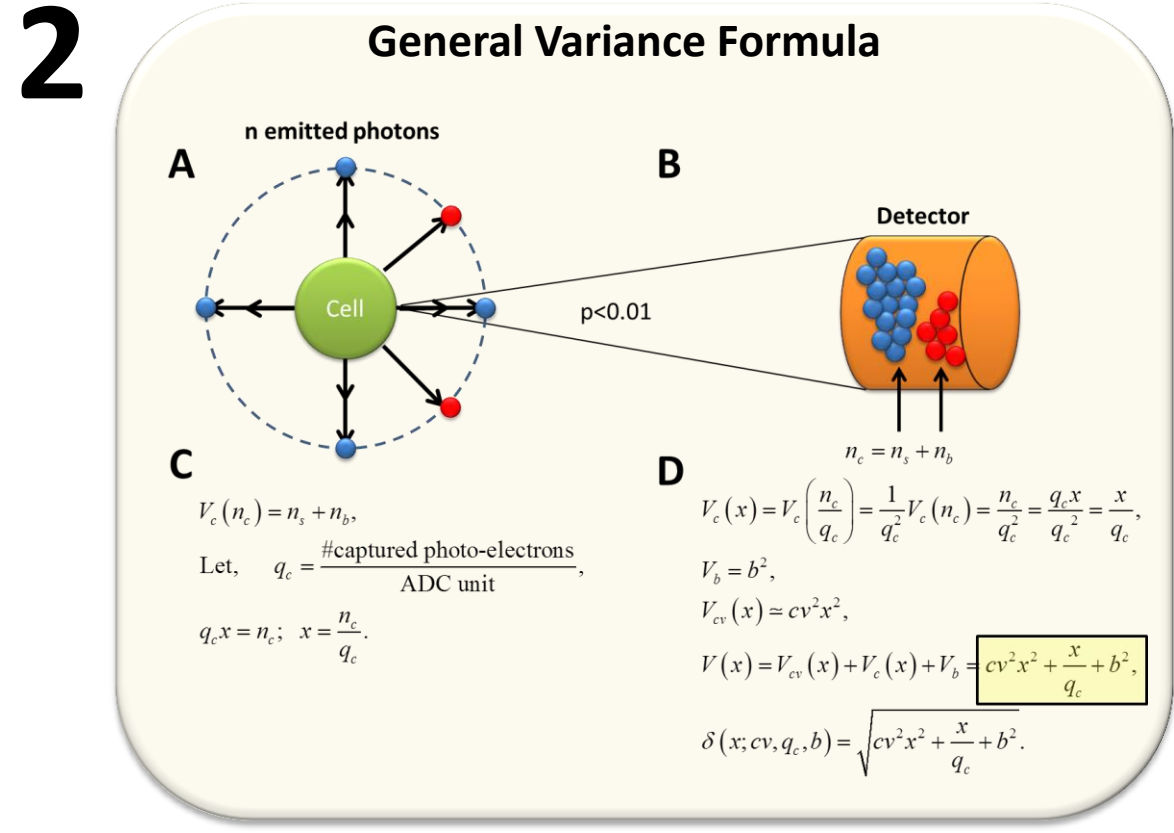 2
General Variance Formula
n emitted photons
A
B
Detector
Cell
p<0.01
n_c = n_s + n_b
C
V_c(n_c) = n_s + n_b,
Let, q_c = #captured photo-electrons / ADC unit,
q_c x = n_c; x = n_c / q_c.
D
V_c(x) = V_c(n_c / q_c) = 1/q_c^2 V_c(n_c) = n_c / q_c^2 = q_c x / q_c^2 = x / q_c,
V_b = b^2,
V_cv(x) ≃ cv^2x^2,
V(x) = V_cv(x) + V_c(x) + V_b = cv^2x^2 + x/q_c + b^2,
δ(x; cv, q_c, b) = √(cv^2x^2 + x/q_c + b^2).